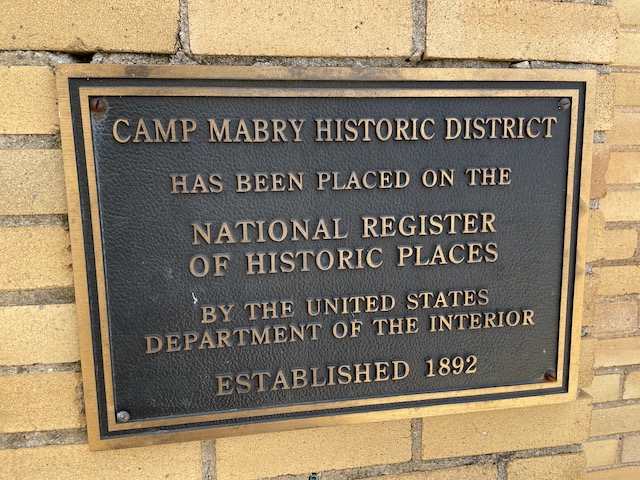 CAMP MABRY HISTORIC DISTRICT
HAS BEEN PLACED ON THE
NATIONAL REGISTER
OF HISTORIC PLACES
BY THE UNITED STATES
DEPARTMENT OF THE INTERIOR
ESTABLISHED 1892